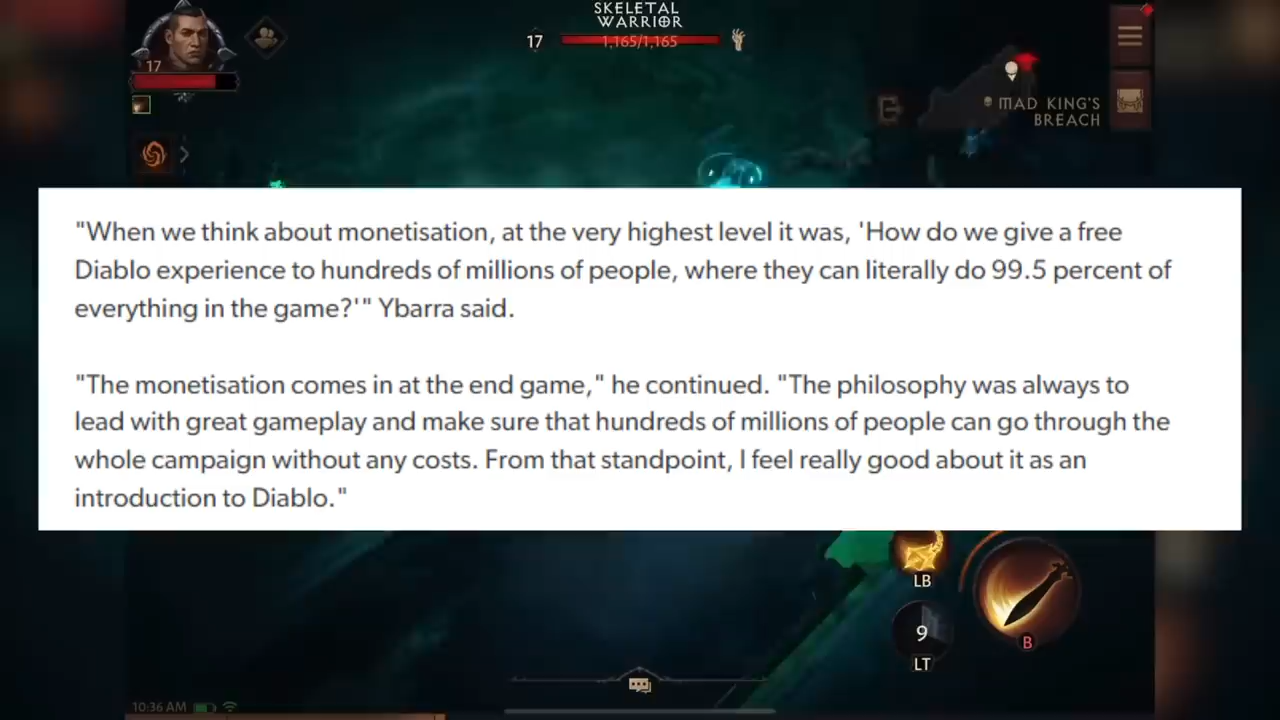 SKELETAL
WARRIOR
17
1,165/1,165
17
MAD KING'S
BREACH
"When we think about monetisation, at the very highest level it was, 'How do we give a free
Diablo experience to hundreds of millions of people, where they can literally do 99.5 percent of
everything in the game?'" Ybarra said.
"The monetisation comes in at the end game," he continued. "The philosophy was always to
lead with great gameplay and make sure that hundreds of millions of people can go through the
whole campaign without any costs. From that standpoint, I feel really good about it as an
introduction to Diablo."
LB
9
LT
B
10:36 AM